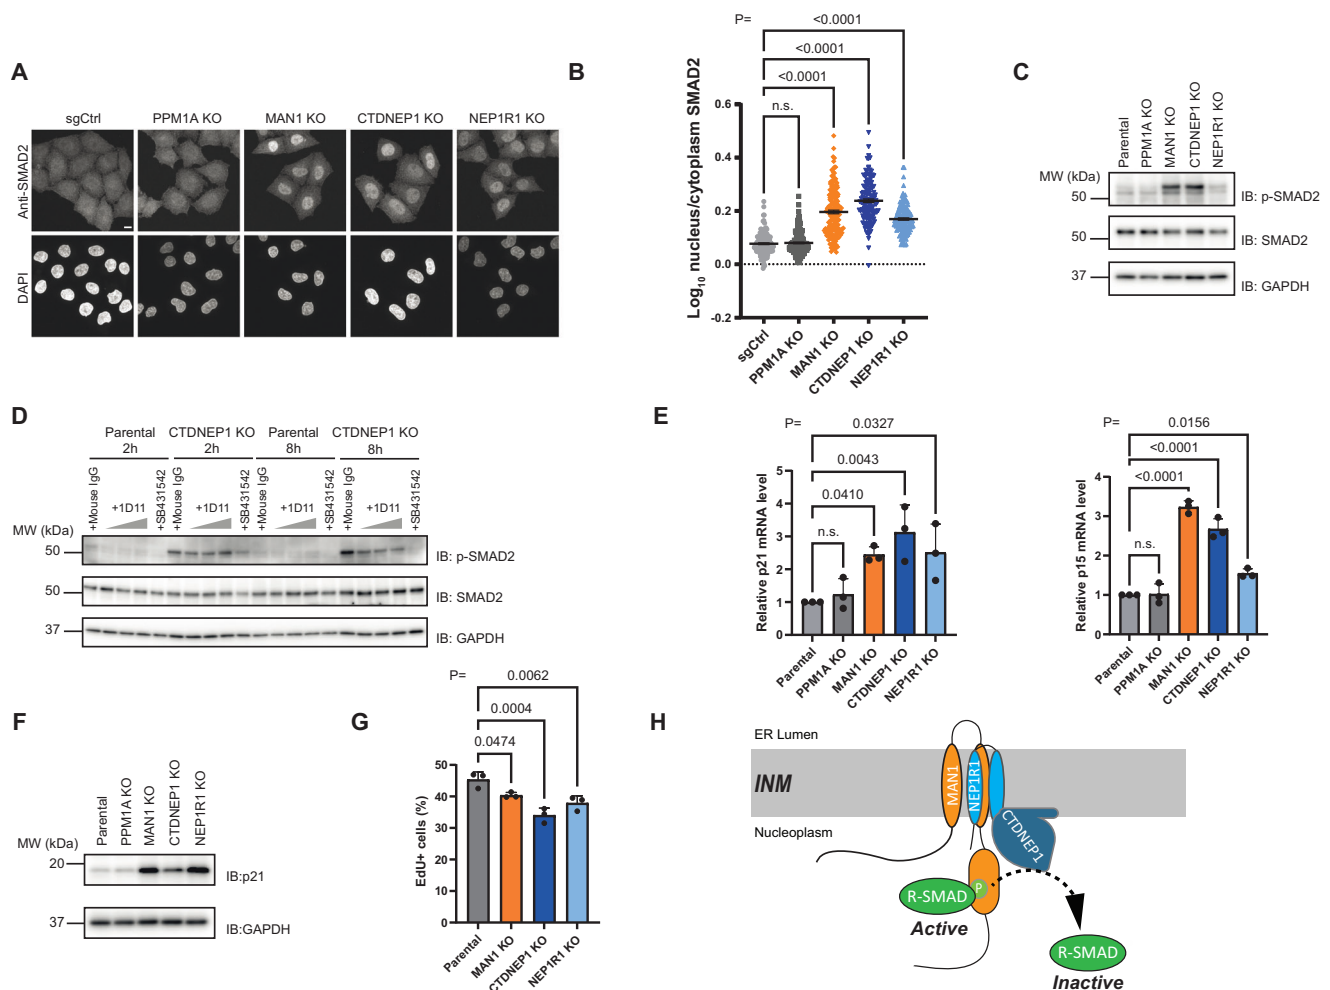 A
sgCtrl
PPM1A KO
MAN1 KO
CTDNEP1 KO
NEP1R1 KO
Anti-SMAD2
DAPI
B
P=
<0.0001
<0.0001
<0.0001
n.s.
Log10 nucleus/cytoplasm SMAD2
0.6
0.4
0.2
0.0
-0.2
sgCtrl
PPM1A KO
MAN1 KO
CTDNEP1 KO
NEP1R1 KO
C
Parental
PPM1A KO
MAN1 KO
CTDNEP1 KO
NEP1R1 KO
MW (kDa)
50
IB: p-SMAD2
50
IB: SMAD2
37
IB: GAPDH
D
Parental
2h
CTDNEP1 KO
2h
Parental
8h
CTDNEP1 KO
8h
+Mouse IgG
+1D11
+SB431542
+Mouse IgG
+1D11
+SB431542
+Mouse IgG
+1D11
+SB431542
+Mouse IgG
+1D11
+SB431542
MW (kDa)
50
IB: p-SMAD2
50
IB: SMAD2
37
IB: GAPDH
E
P=
0.0327
0.0043
0.0410
n.s.
Relative p21 mRNA level
5
4
3
2
1
0
Parental
PPM1A KO
MAN1 KO
CTDNEP1 KO
NEP1R1 KO
P=
0.0156
<0.0001
<0.0001
n.s.
Relative p15 mRNA level
4
3
2
1
0
Parental
PPM1A KO
MAN1 KO
CTDNEP1 KO
NEP1R1 KO
F
Parental
PPM1A KO
MAN1 KO
CTDNEP1 KO
NEP1R1 KO
MW (kDa)
20
IB:p21
37
IB:GAPDH
G
P=
0.0062
0.0004
0.0474
EdU+ cells (%)
50
40
30
20
10
0
Parental
MAN1 KO
CTDNEP1 KO
NEP1R1 KO
H
ER Lumen
INM
MAN1
NEP1R1
CTDNEP1
Nucleoplasm
P
R-SMAD
Active
R-SMAD
Inactive